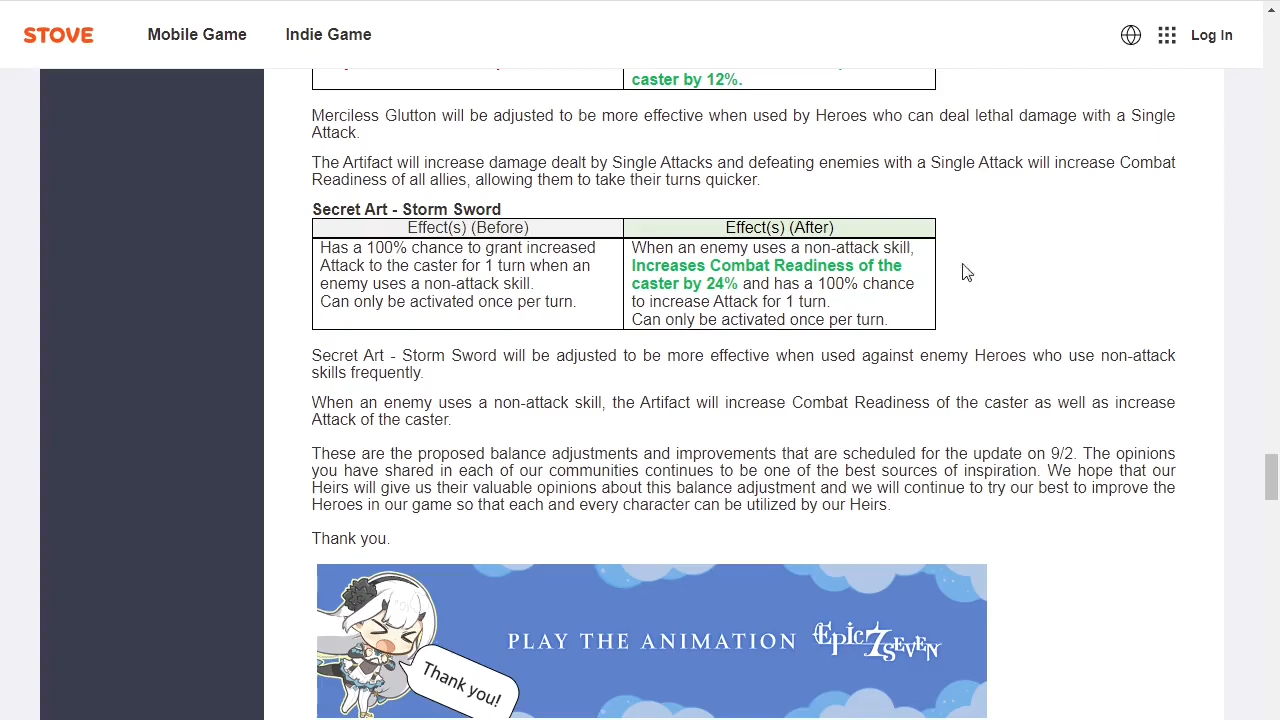 STOVE
Mobile Game
Indie Game
Log In
caster by 12%.
Merciless Glutton will be adjusted to be more effective when used by Heroes who can deal lethal damage with a Single
Attack.
The Artifact will increase damage dealt by Single Attacks and defeating enemies with a Single Attack will increase Combat
Readiness of all allies, allowing them to take their turns quicker.
Secret Art - Storm Sword
Effect(s) (Before)
Has a 100% chance to grant increased
Attack to the caster for 1 turn when an
enemy uses a non-attack skill.
Can only be activated once per turn.
Effect(s) (After)
When an enemy uses a non-attack skill,
Increases Combat Readiness of the
caster by 24% and has a 100% chance
to increase Attack for 1 turn.
Can only be activated once per turn.
Secret Art - Storm Sword will be adjusted to be more effective when used against enemy Heroes who use non-attack
skills frequently.
When an enemy uses a non-attack skill, the Artifact will increase Combat Readiness of the caster as well as increase
Attack of the caster.
These are the proposed balance adjustments and improvements that are scheduled for the update on 9/2. The opinions
you have shared in each of our communities continues to be one of the best sources of inspiration. We hope that our
Heirs will give us their valuable opinions about this balance adjustment and we will continue to try our best to improve the
Heroes in our game so that each and every character can be utilized by our Heirs.
Thank you.
PLAY THE ANIMATION Epic7 SEVEN
Thank you!